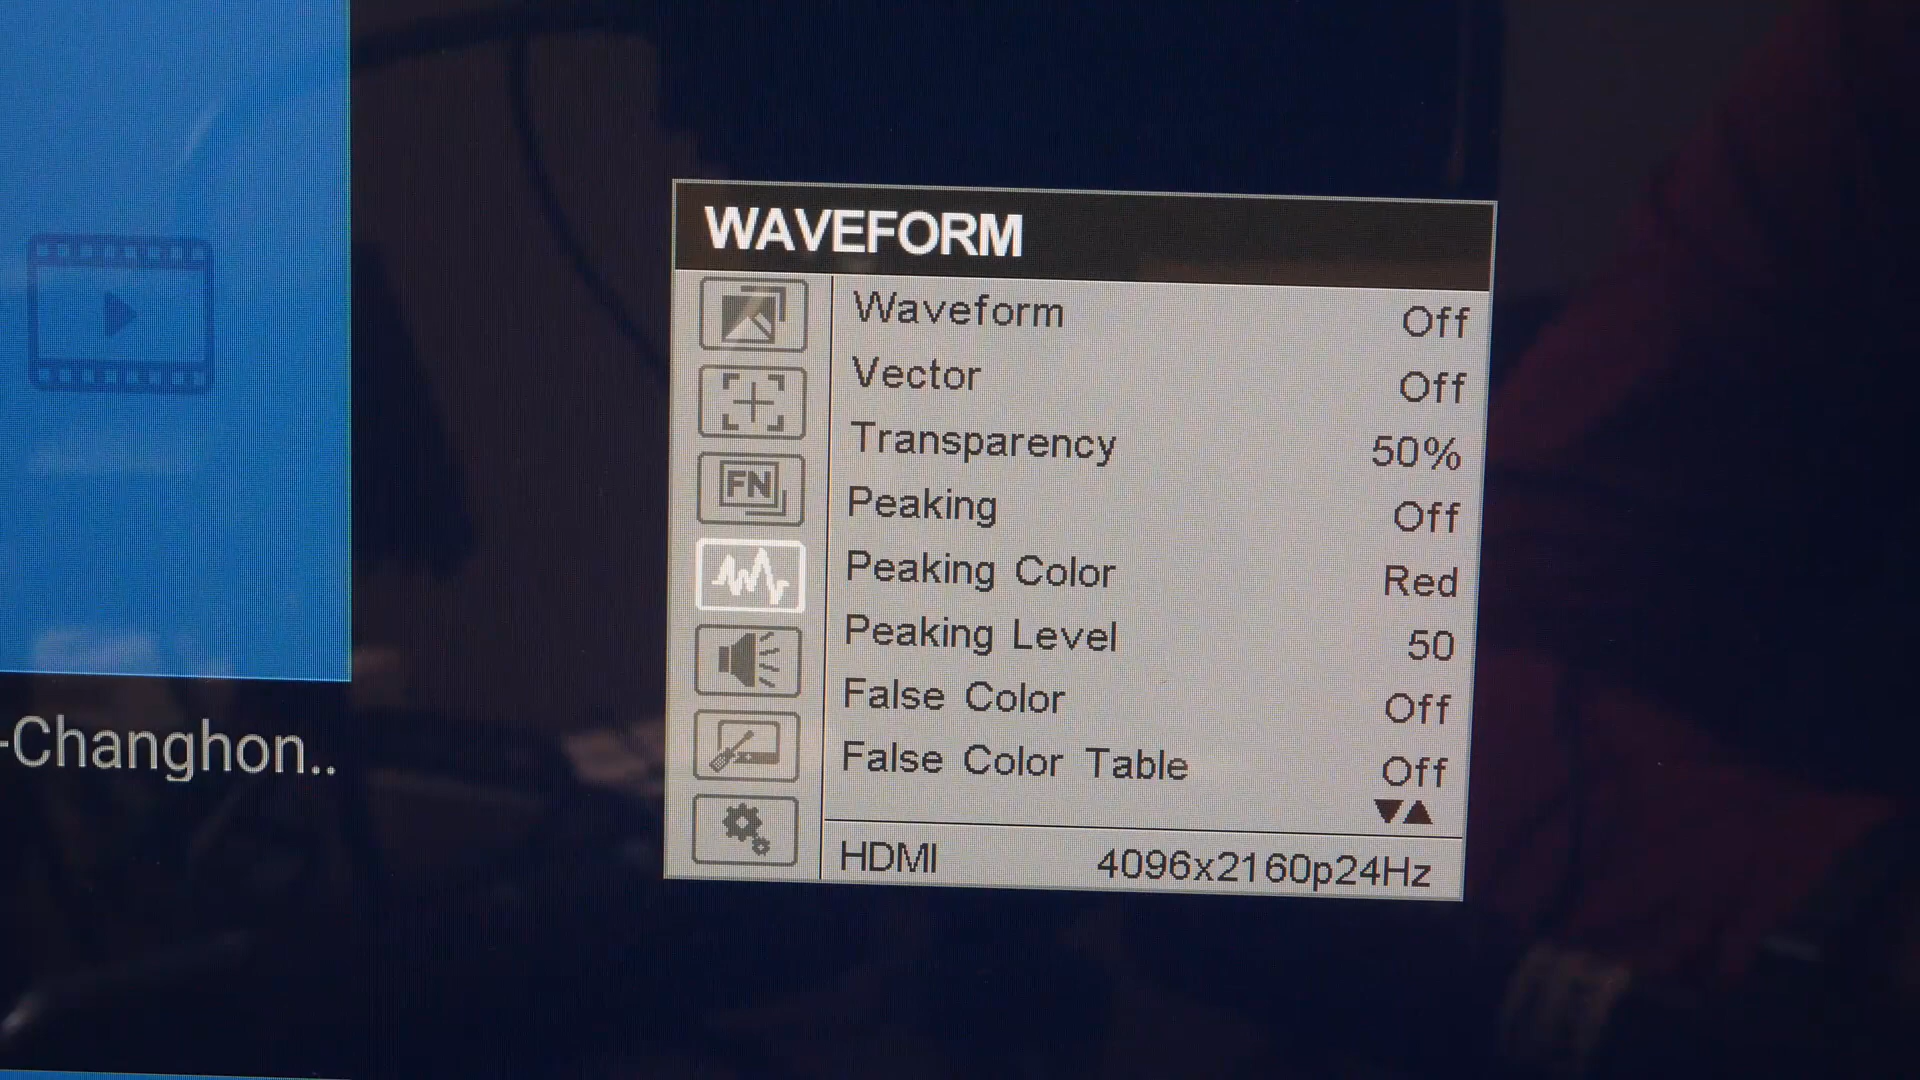 WAVEFORM
Waveform Off
Vector Off
Transparency 50%
FN
Peaking Off
Peaking Color Red
Peaking Level 50
False Color Off
False Color Table Off
HDMI 4096x2160p24Hz
-Changhon..